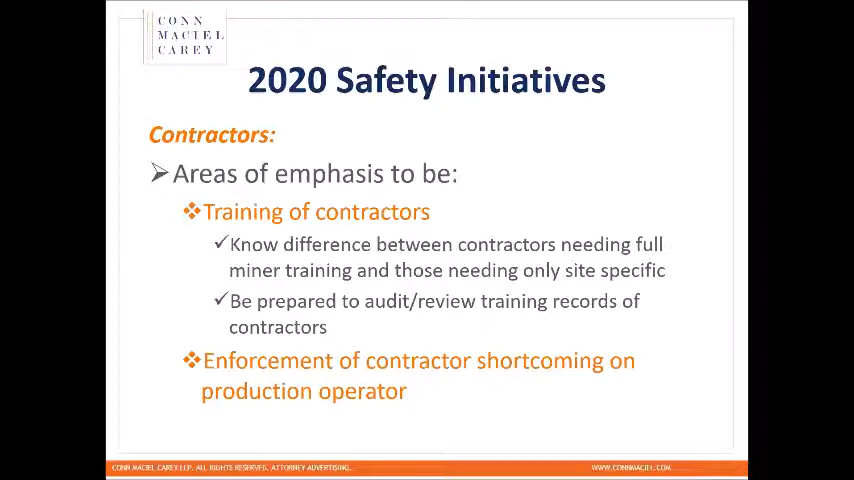 CONN
MACIEL
CAREY
2020 Safety Initiatives
Contractors:
Areas of emphasis to be:
Training of contractors
Know difference between contractors needing full
miner training and those needing only site specific
Be prepared to audit/review training records of
contractors
Enforcement of contractor shortcoming on
production operator
CONN MACIEL CAREY LLP. ALL RIGHTS RESERVED. ATTORNEY ADVERTISING.
WWW.CONNMACIEL.COM